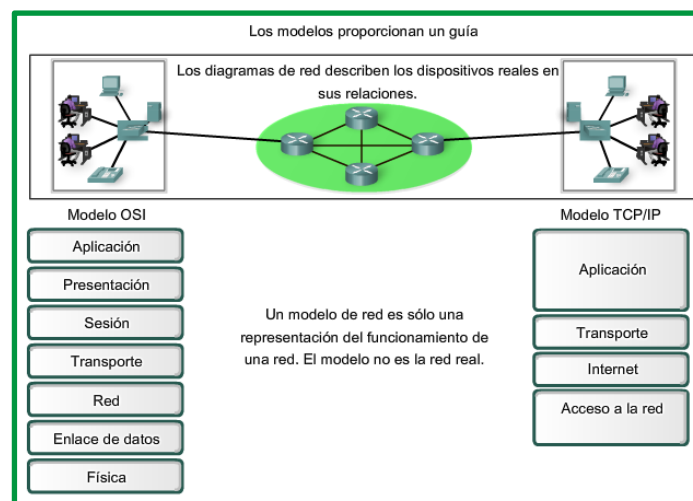 Los modelos proporcionan un guía
Los diagramas de red describen los dispositivos reales en
sus relaciones.
Modelo OSI
Aplicación
Presentación
Sesión
Transporte
Red
Enlace de datos
Física
Un modelo de red es sólo una
representación del funcionamiento de
una red. El modelo no es la red real.
Modelo TCP/IP
Aplicación
Transporte
Internet
Acceso a la red